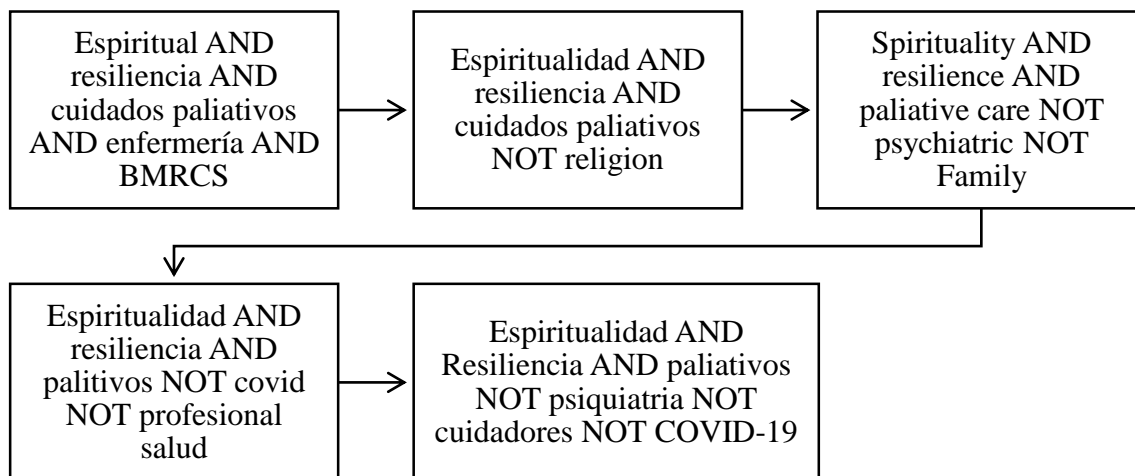 Espiritual AND
resiliencia AND
cuidados paliativos
AND enfermería AND
BMRCS
Espiritualidad AND
resiliencia AND
cuidados paliativos
NOT religion
Spirituality AND
resilience AND
paliative care NOT
psychiatric NOT
Family
Espiritualidad AND
resiliencia AND
palitivos NOT covid
NOT profesional
salud
Espiritualidad AND
Resiliencia AND paliativos
NOT psiquiatria NOT
cuidadores NOT COVID-19